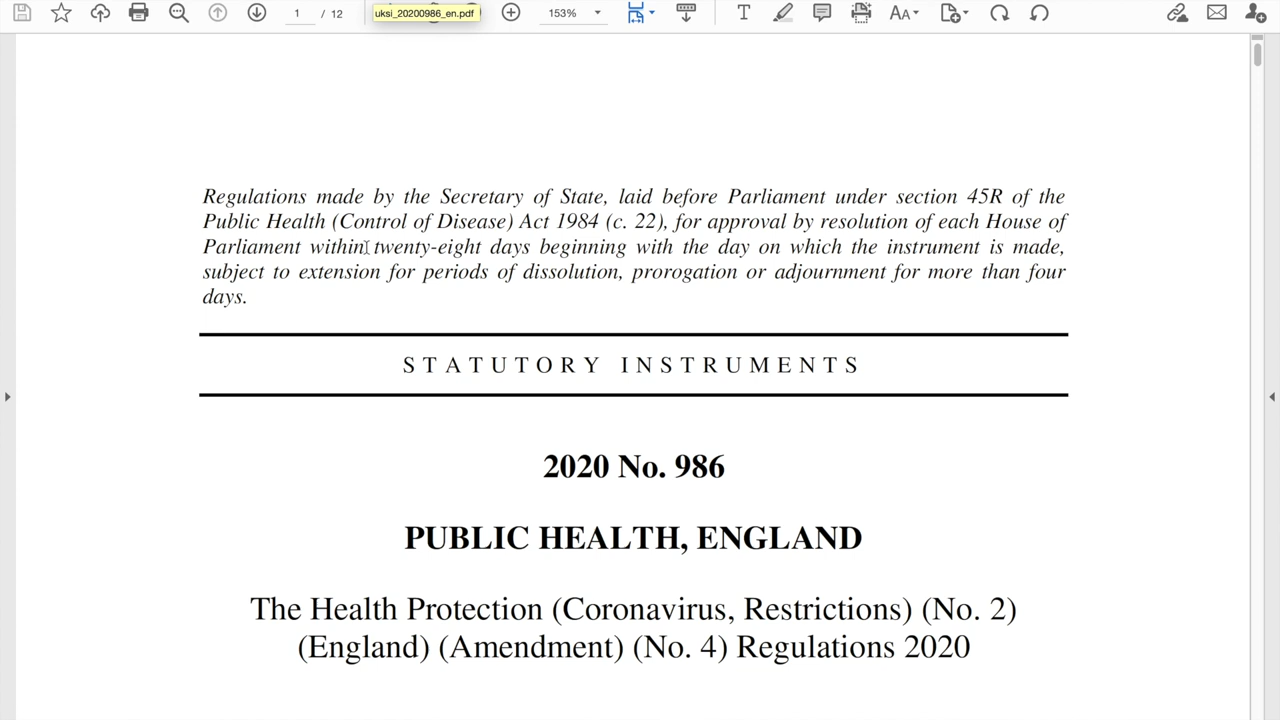 1 / 12
uksi_20200986_en.pdf
153%
Regulations made by the Secretary of State, laid before Parliament under section 45R of the
Public Health (Control of Disease) Act 1984 (c. 22), for approval by resolution of each House of
Parliament within twenty-eight days beginning with the day on which the instrument is made,
subject to extension for periods of dissolution, prorogation or adjournment for more than four
days.
STATUTORY INSTRUMENTS
2020 No. 986
PUBLIC HEALTH, ENGLAND
The Health Protection (Coronavirus, Restrictions) (No. 2)
(England) (Amendment) (No. 4) Regulations 2020